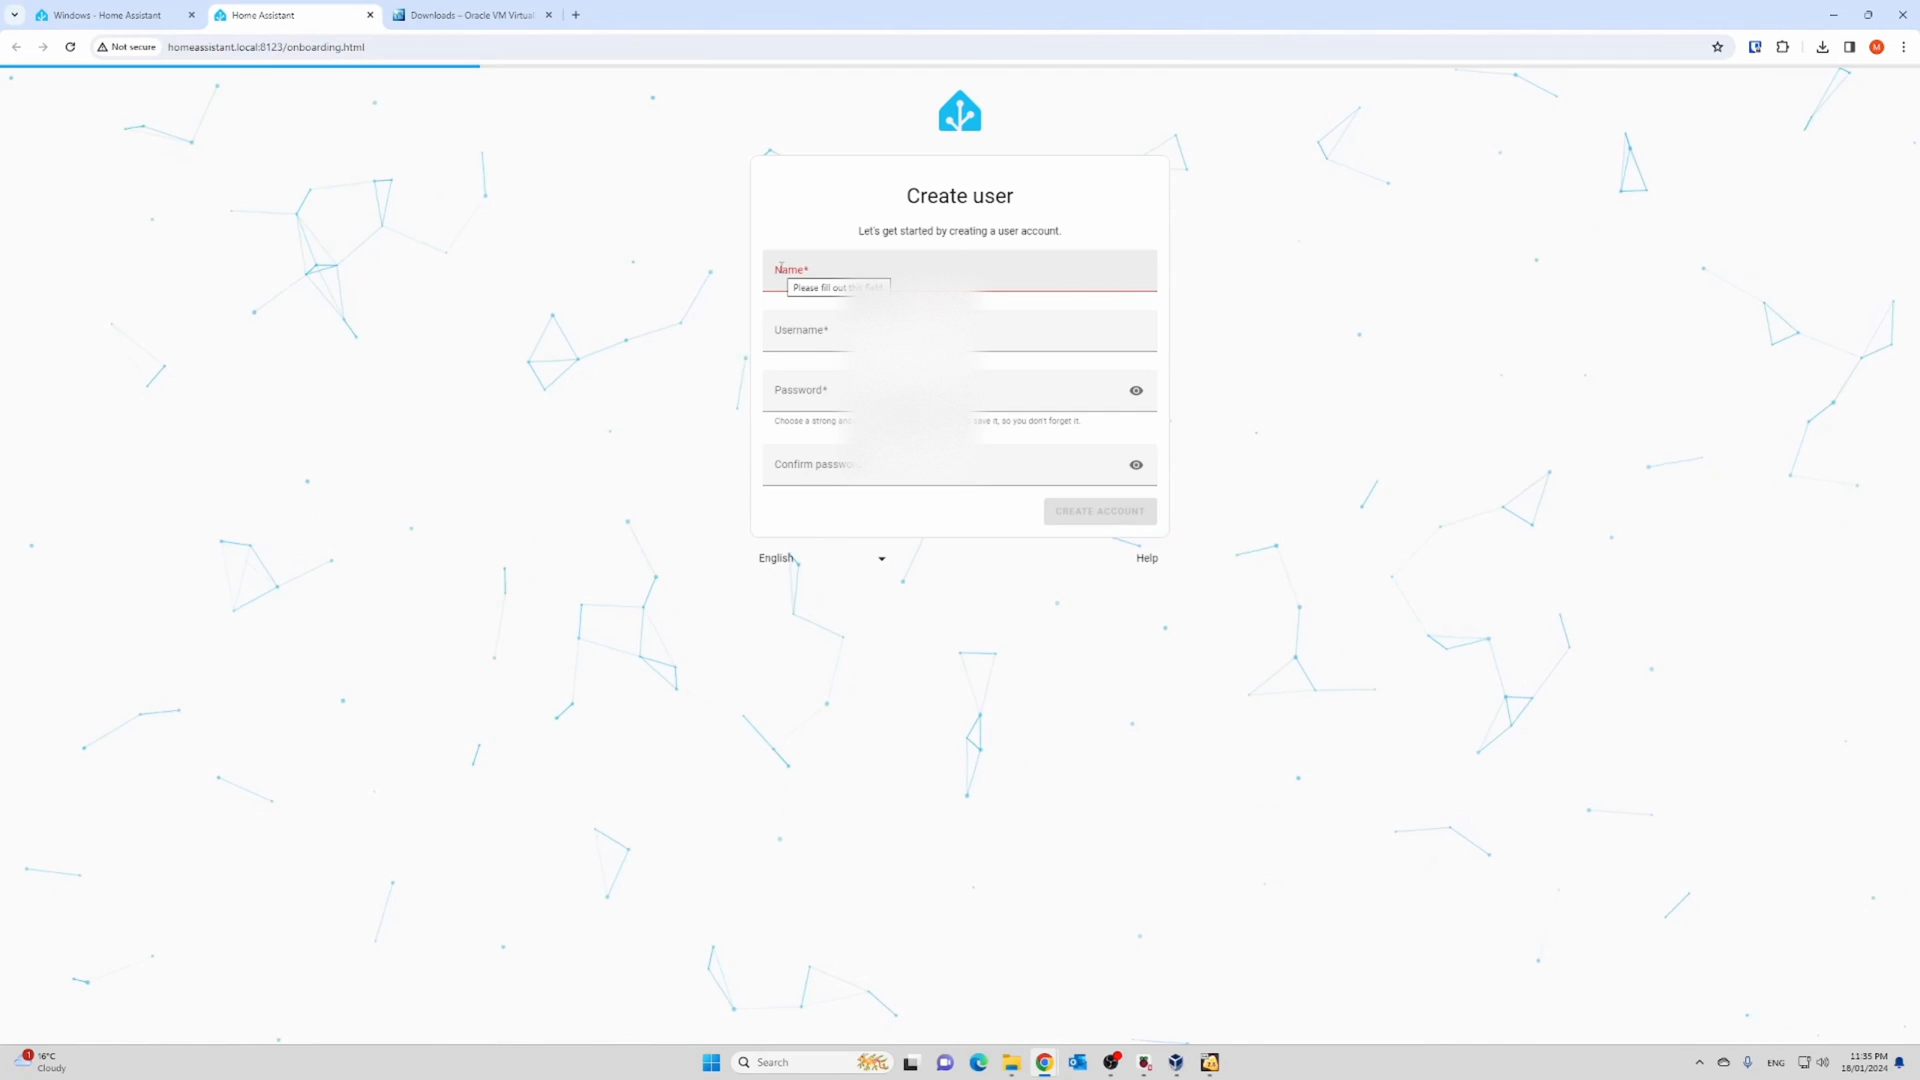 Windows - Home Assistant
Home Assistant
Downloads – Oracle VM Virtual
Not secure
homeassistant.local:8123/onboarding.html
M
Create user
Let's get started by creating a user account.
Name*
Please fill out
Username*
Password*
Choose a strong and
save it, so you don't forget it.
Confirm password
CREATE ACCOUNT
English
Help
1
16°C
Cloudy
Search
ENG
11:35 PM
18/01/2024